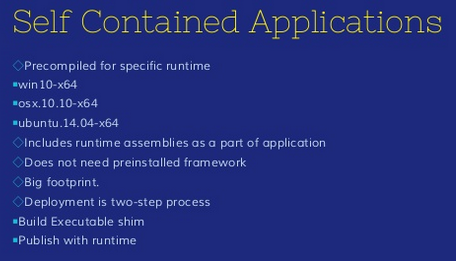 Self Contained Applications
Precompiled for specific runtime
win10-x64
osx.10.10-x64
ubuntu.14.04-x64
Includes runtime assemblies as a part of application
Does not need preinstalled framework
Big footprint.
Deployment is two-step process
Build Executable shim
Publish with runtime